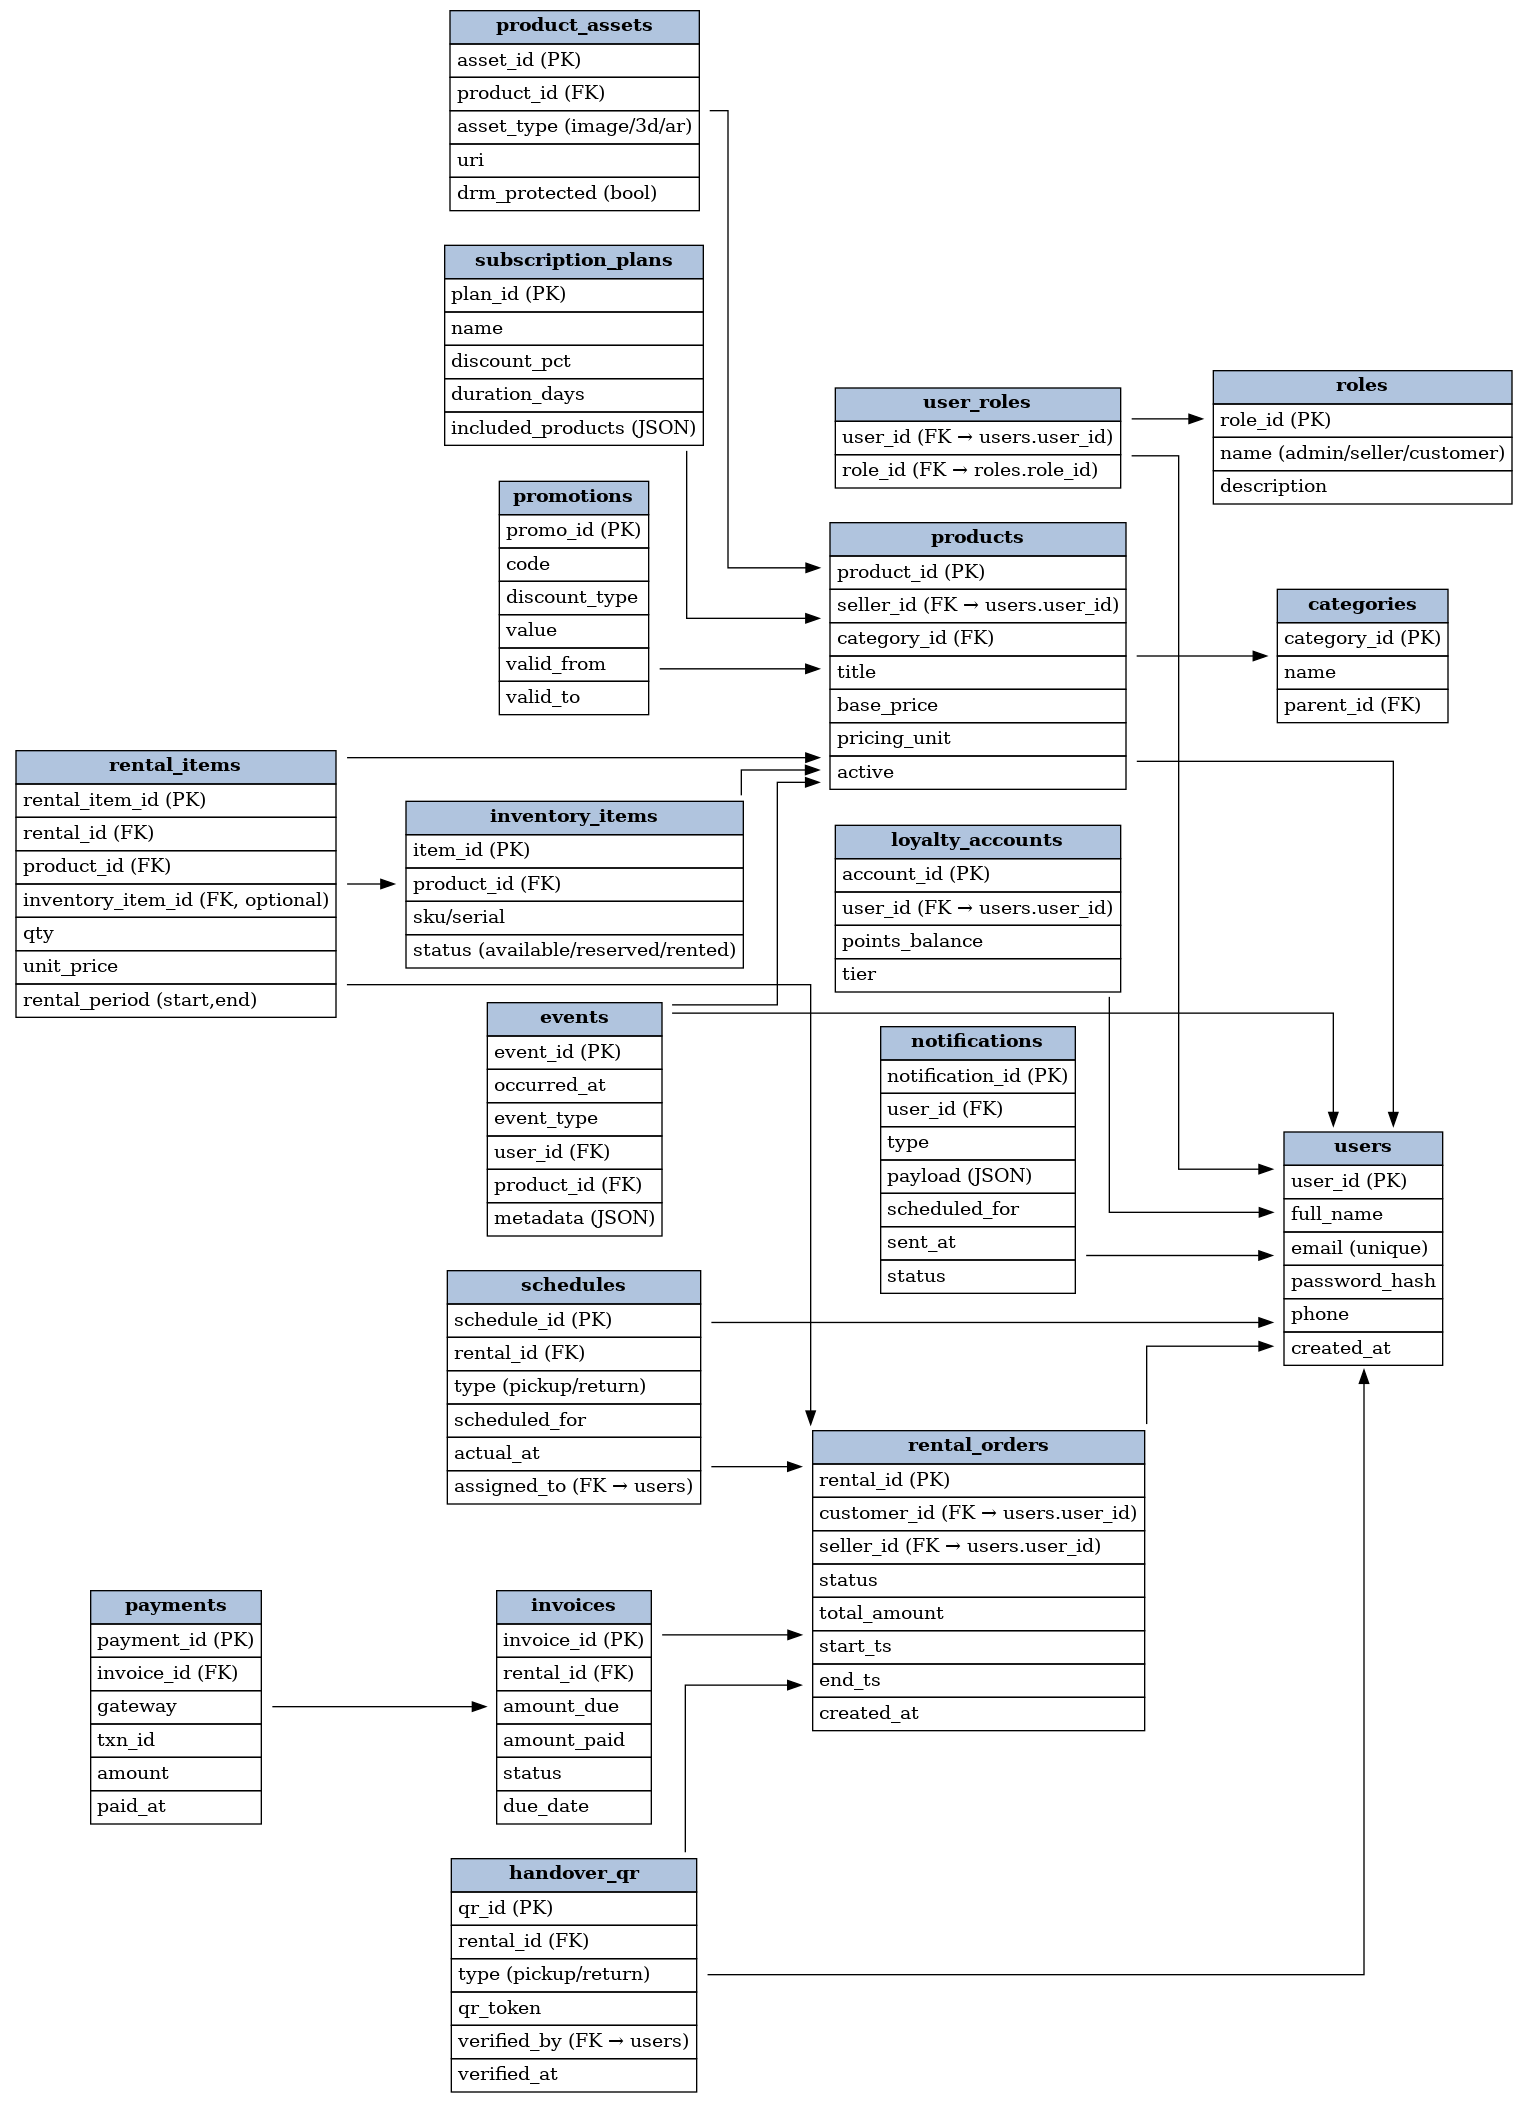 product_assets
asset_id (PK)
product_id (FK)
asset_type (image/3d/ar)
uri
drm_protected (bool)
subscription_plans
plan_id (PK)
name
discount_pct
duration_days
included_products (JSON)
user_roles
user_id (FK → users.user_id)
role_id (FK → roles.role_id)
roles
role_id (PK)
name (admin/seller/customer)
description
promotions
promo_id (PK)
code
discount_type
value
valid_from
valid_to
products
product_id (PK)
seller_id (FK → users.user_id)
category_id (FK)
title
base_price
pricing_unit
active
categories
category_id (PK)
name
parent_id (FK)
rental_items
rental_item_id (PK)
rental_id (FK)
product_id (FK)
inventory_item_id (FK, optional)
qty
unit_price
rental_period (start,end)
inventory_items
item_id (PK)
product_id (FK)
sku/serial
status (available/reserved/rented)
loyalty_accounts
account_id (PK)
user_id (FK → users.user_id)
points_balance
tier
events
event_id (PK)
occurred_at
event_type
user_id (FK)
product_id (FK)
metadata (JSON)
notifications
notification_id (PK)
user_id (FK)
type
payload (JSON)
scheduled_for
sent_at
status
users
user_id (PK)
full_name
email (unique)
password_hash
phone
created_at
schedules
schedule_id (PK)
rental_id (FK)
type (pickup/return)
scheduled_for
actual_at
assigned_to (FK → users)
rental_orders
rental_id (PK)
customer_id (FK → users.user_id)
seller_id (FK → users.user_id)
status
total_amount
start_ts
end_ts
created_at
payments
payment_id (PK)
invoice_id (FK)
gateway
txn_id
amount
paid_at
invoices
invoice_id (PK)
rental_id (FK)
amount_due
amount_paid
status
due_date
handover_qr
qr_id (PK)
rental_id (FK)
type (pickup/return)
qr_token
verified_by (FK → users)
verified_at